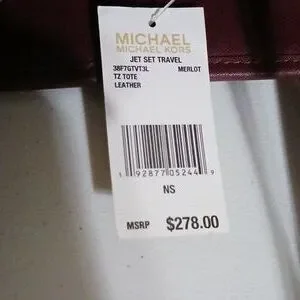 MICHAEL
MICHAEL KORS
JET SET TRAVEL
38F7GTVT3L MERLOT
TZ TOTE
LEATHER
1 92877 05244 9
NS
MSRP $278.00